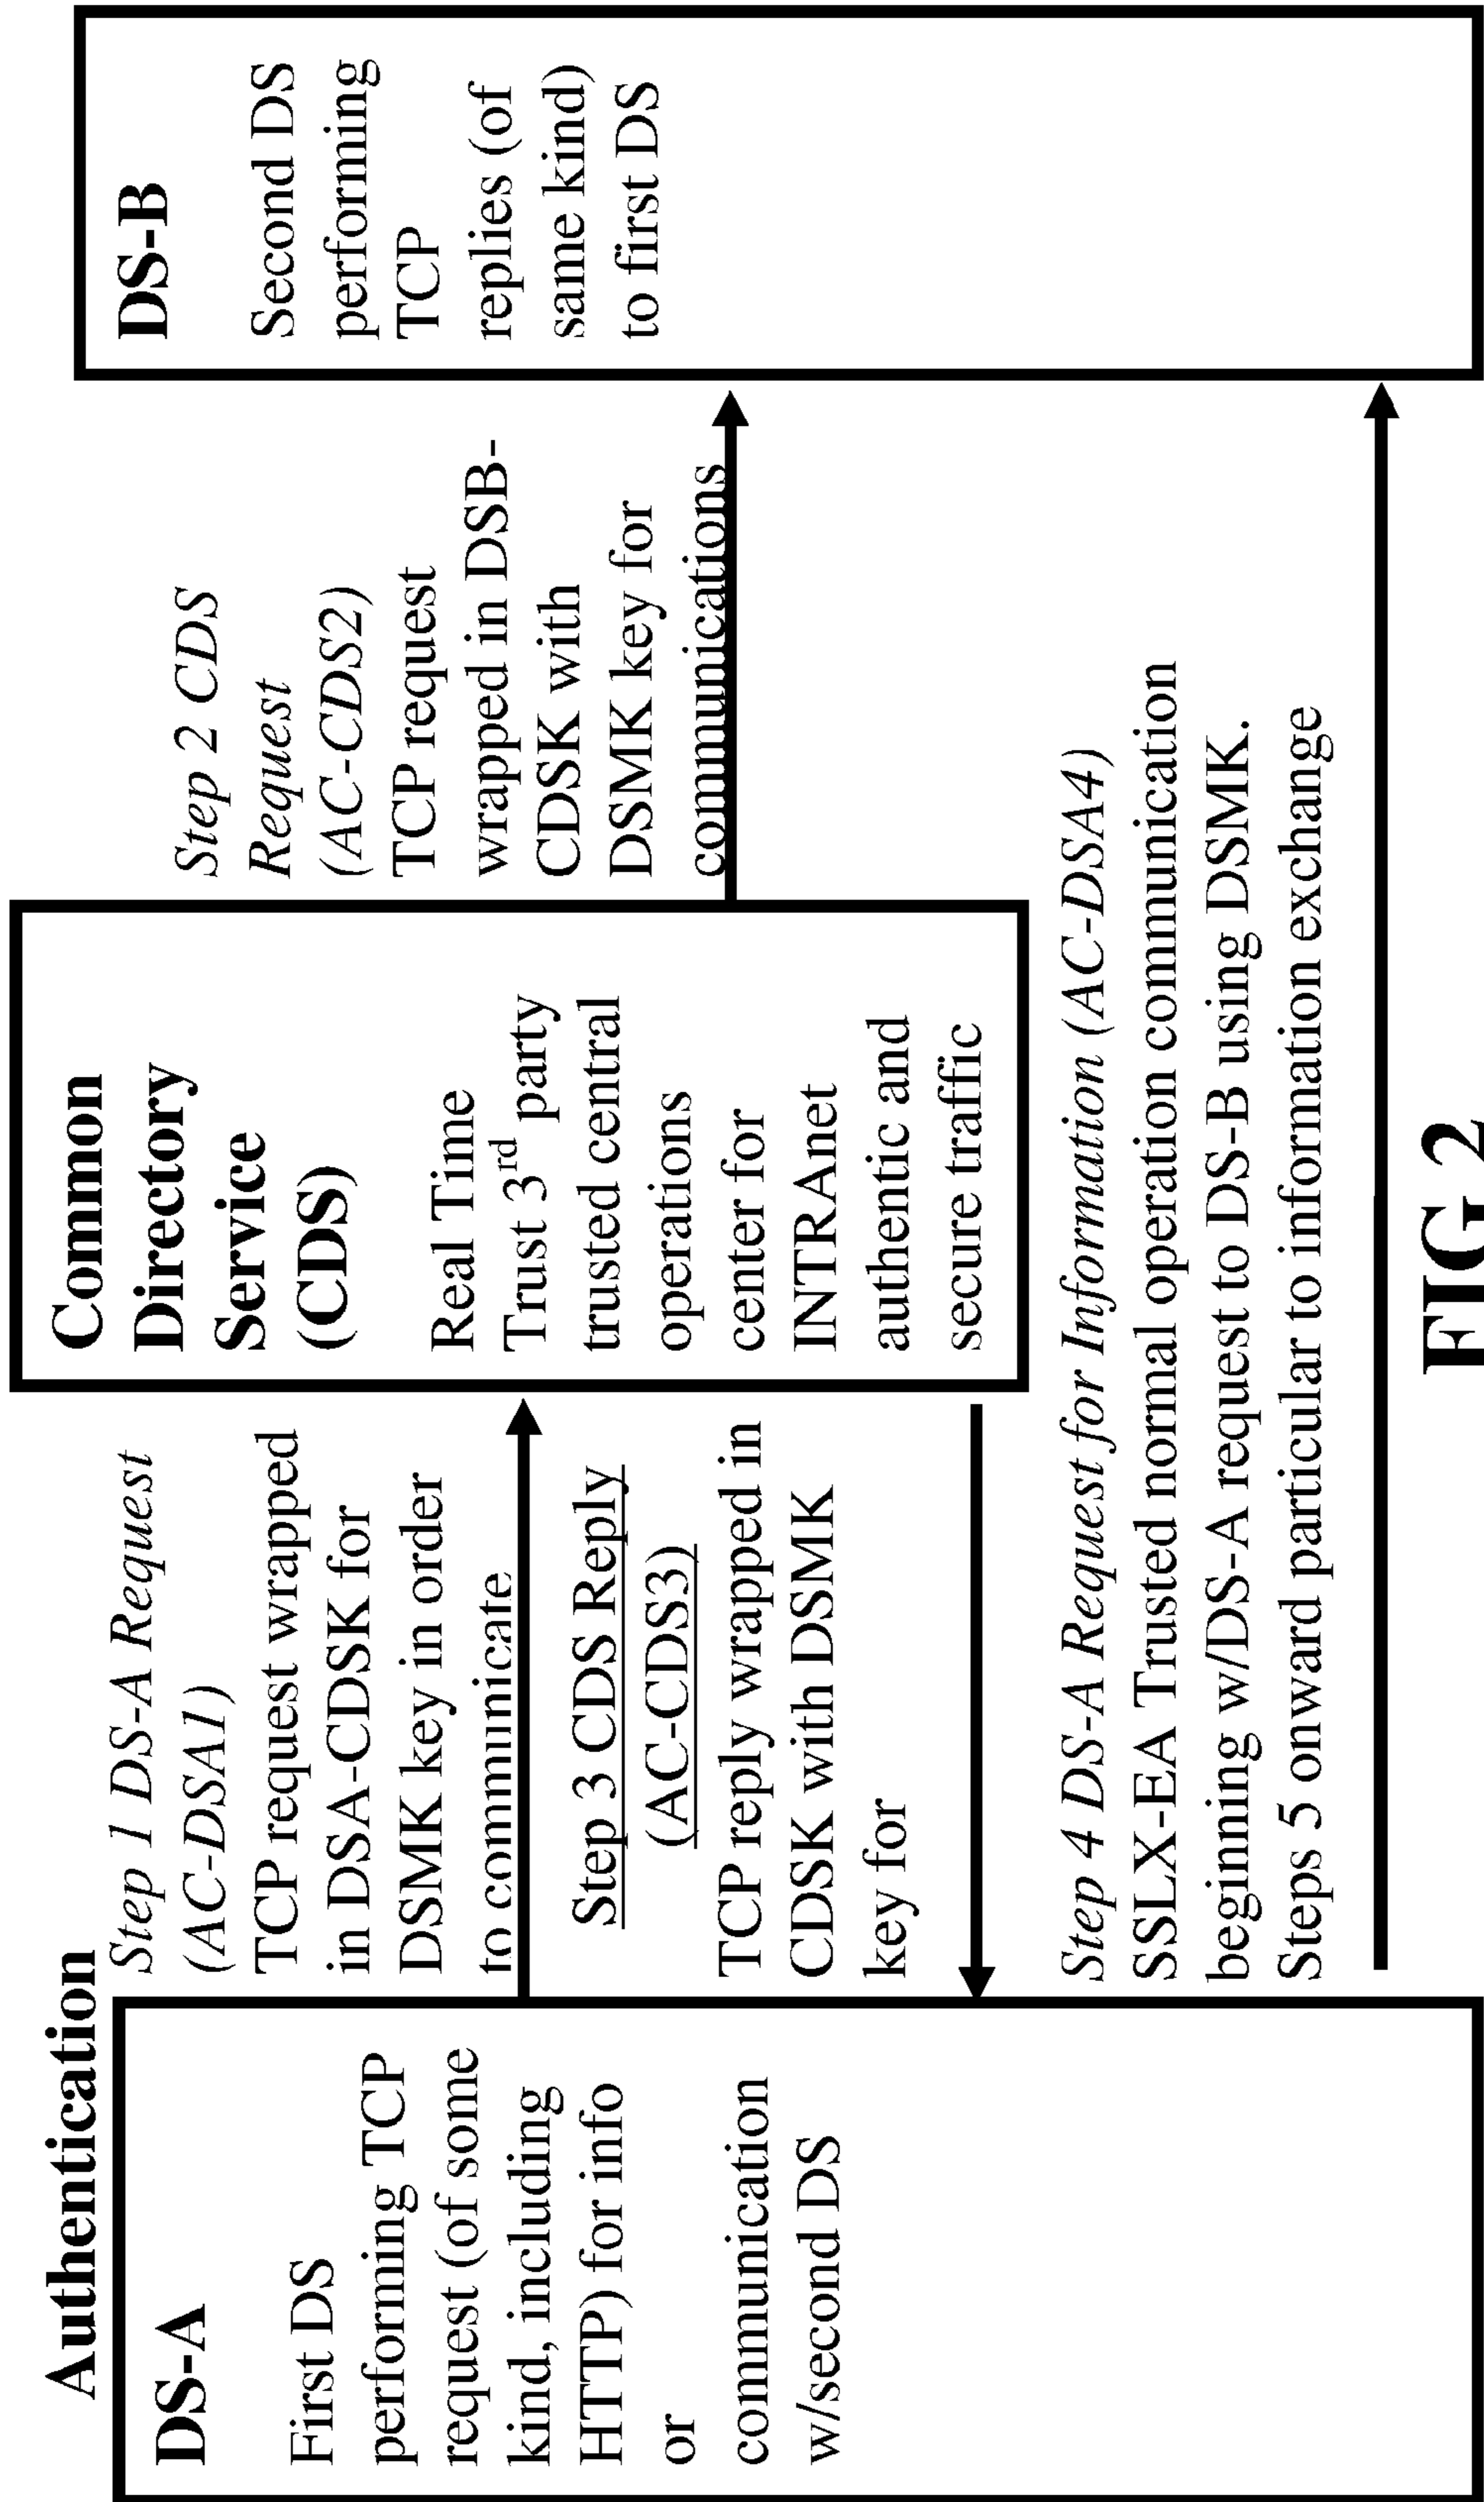 Authentication
DS-A
First DS
performing TCP
request (of some
kind, including
HTTP) for info
or
communication
w/second DS
Step 1 DS-A Request
(AC-DSA1)
TCP request wrapped
in DSA-CDSK for
DSMK key in order
to communicate
Step 3 CDS Reply
(AC-CDS3)
TCP reply wrapped in
CDSK with DSMK
key for
Common
Directory
Service
(CDS)
Real Time
Trust 3rd party
trusted central
operations
center for
INTRAnet
authentic and
secure traffic
Step 2 CDS
Request
(AC-CDS2)
TCP request
wrapped in DSB-
CDSK with
DSMK key for
communications
DS-B
Second DS
performing
TCP
replies (of
same kind)
to first DS
Step 4 DS-A Request for Information (AC-DSA4)
SSLX-EA Trusted normal operation communication
beginning w/DS-A request to DS-B using DSMK.
Steps 5 onward particular to information exchange
FIG 2